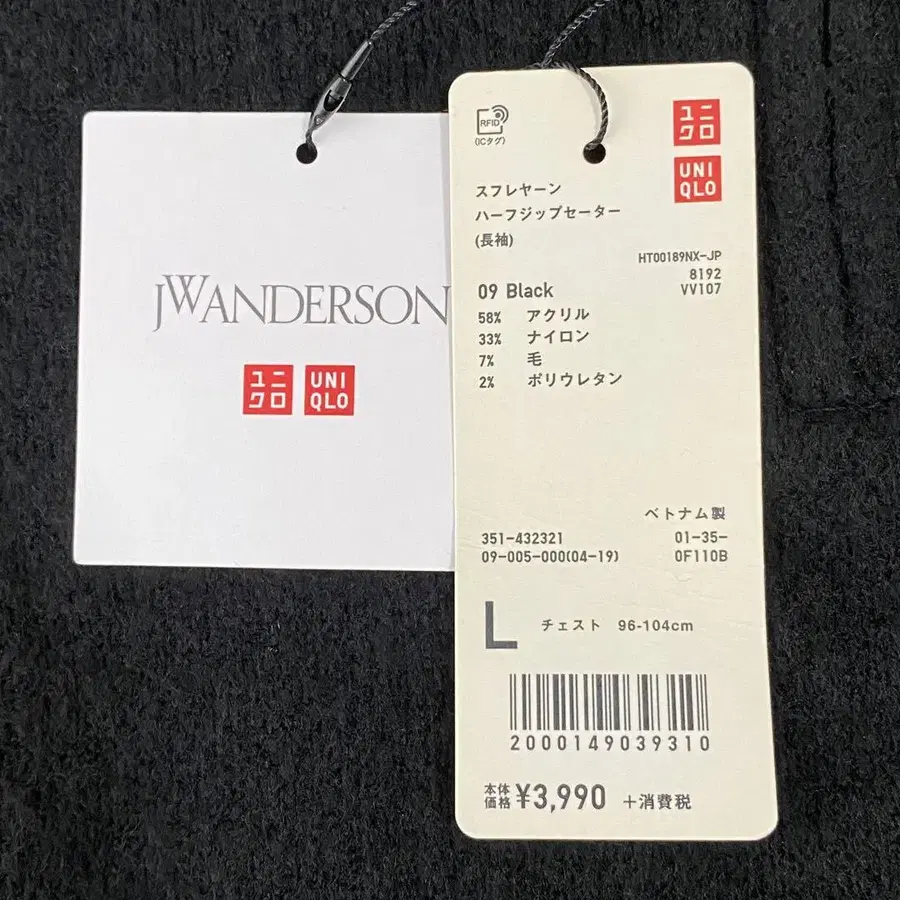 JWANDERSON
ユニ
クロ
UNI
QLO
RFID
(ICタグ)
ユニ
クロ
UNI
QLO
スフレヤーン
ハーフジップセーター
(長袖)
HT00189NX-JP
8192
VV107
09 Black
58% アクリル
33% ナイロン
7% 毛
2% ポリウレタン
ベトナム製
351-432321 01-35-
09-005-000(04-19) 0F110B
L チェスト 96-104cm
2000149039310
本体
価格 ¥3,990 +消費税